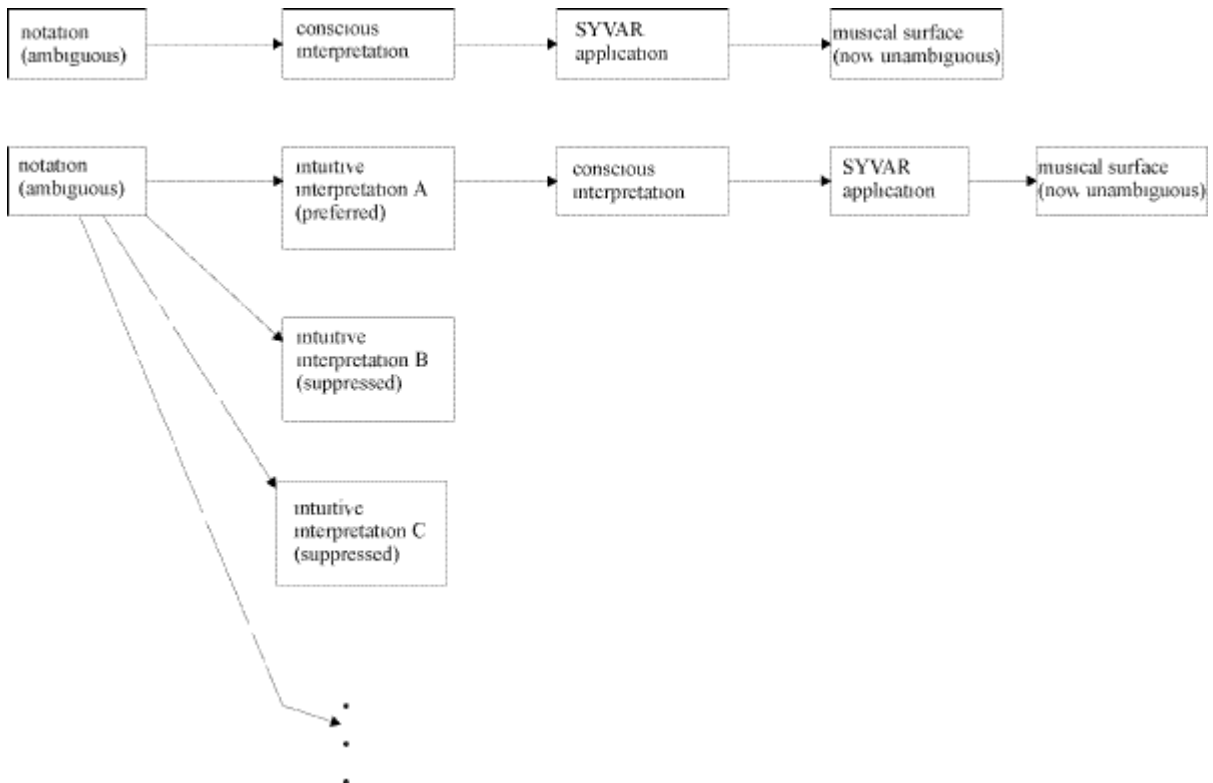 notation
(ambiguous)
conscious
interpretation
SYVAR
application
musical surface
(now unambiguous)
notation
(ambiguous)
intuitive
interpretation A
(preferred)
conscious
interpretation
SYVAR
application
musical surface
(now unambiguous)
intuitive
interpretation B
(suppressed)
intuitive
interpretation C
(suppressed)